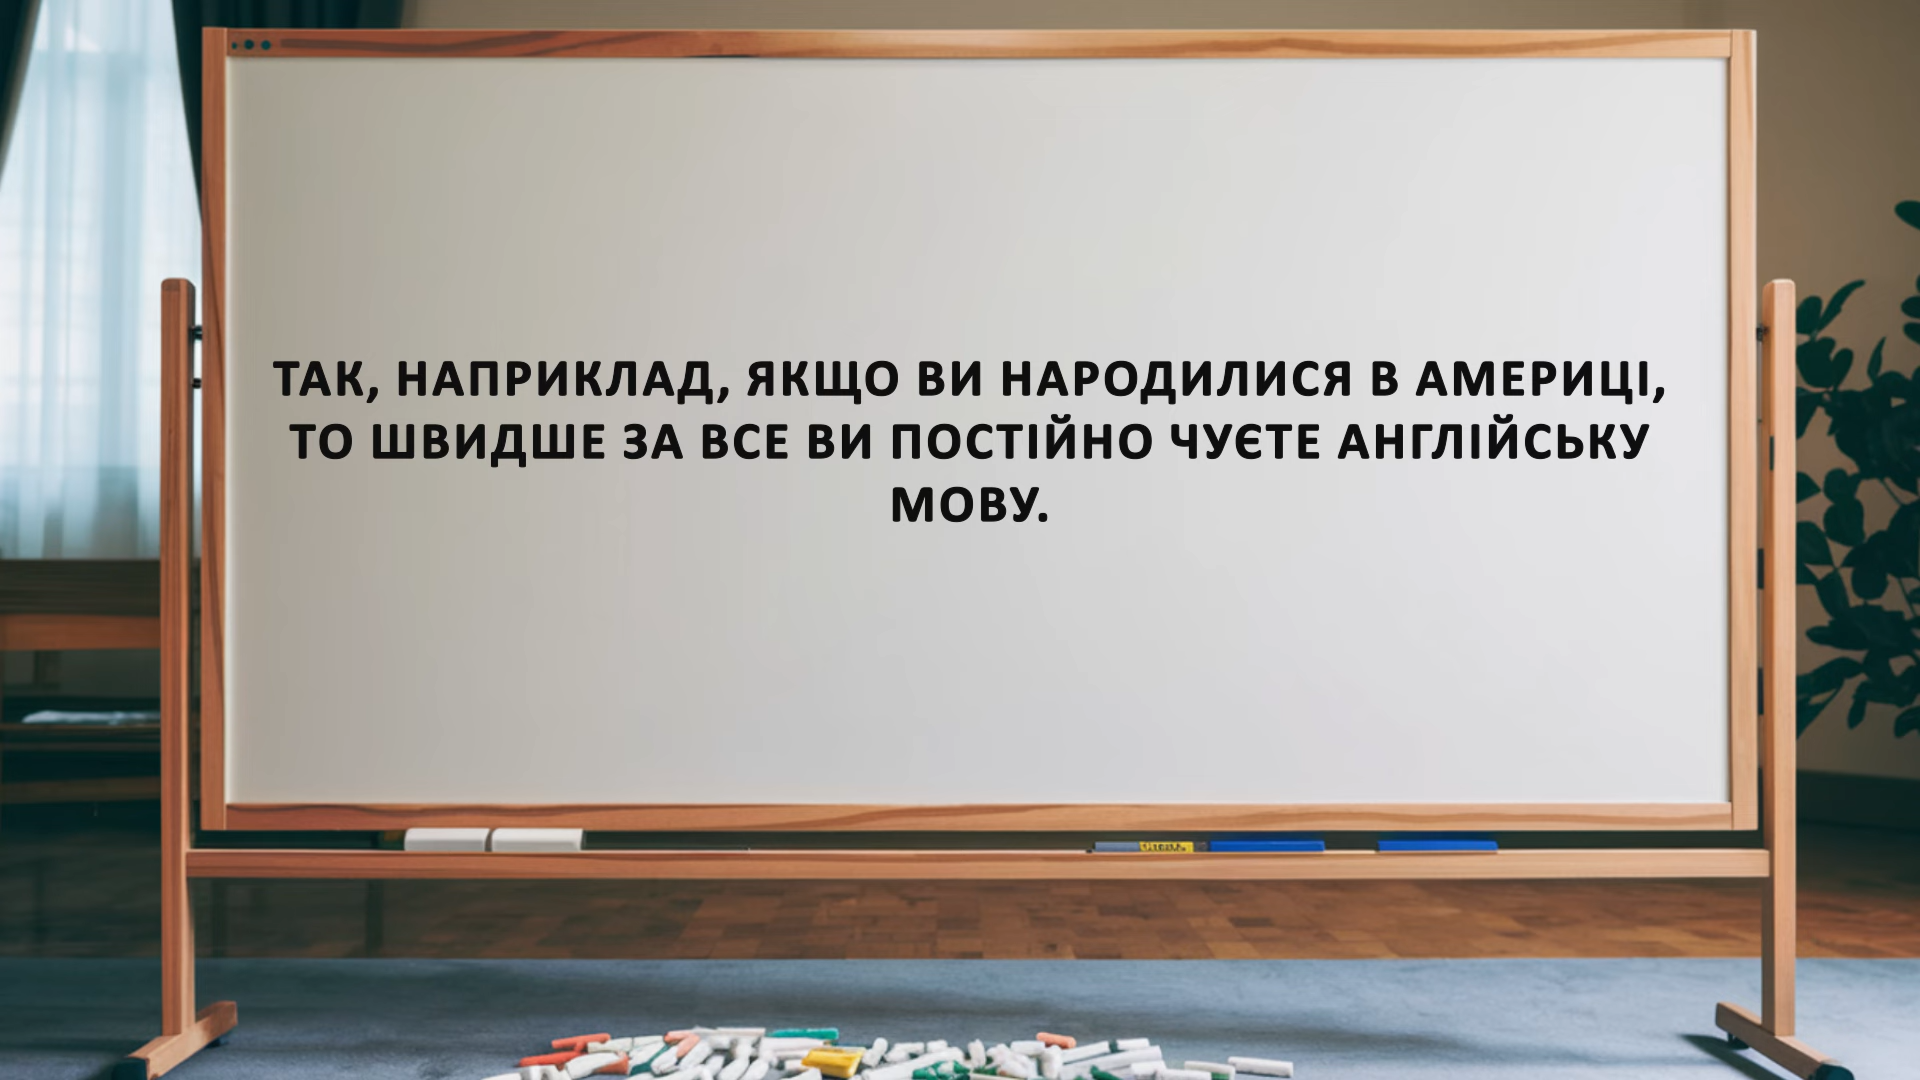 ТАК, НАПРИКЛАД, ЯКЩО ВИ НАРОДИЛИСЯ В АМЕРИЦІ,
ТО ШВИДШЕ ЗА ВСЕ ВИ ПОСТІЙНО ЧУЄТЕ АНГЛІЙСЬКУ
МОВУ.